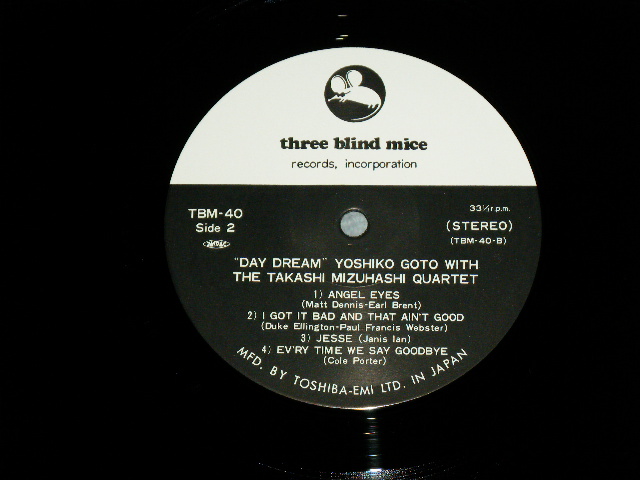 three blind mice
records, incorporation
TBM-40
Side 2
33⅓r.p.m.
(STEREO)
(TBM-40-B)
"DAY DREAM" YOSHIKO GOTO WITH
THE TAKASHI MIZUHASHI QUARTET
1) ANGEL EYES
(Matt Dennis-Earl Brent)
2) I GOT IT BAD AND THAT AIN'T GOOD
(Duke Ellington-Paul Francis Webster)
3) JESSE (Janis Ian)
4) EV'RY TIME WE SAY GOODBYE
(Cole Porter)
MFD. BY TOSHIBA-EMI LTD. IN JAPAN